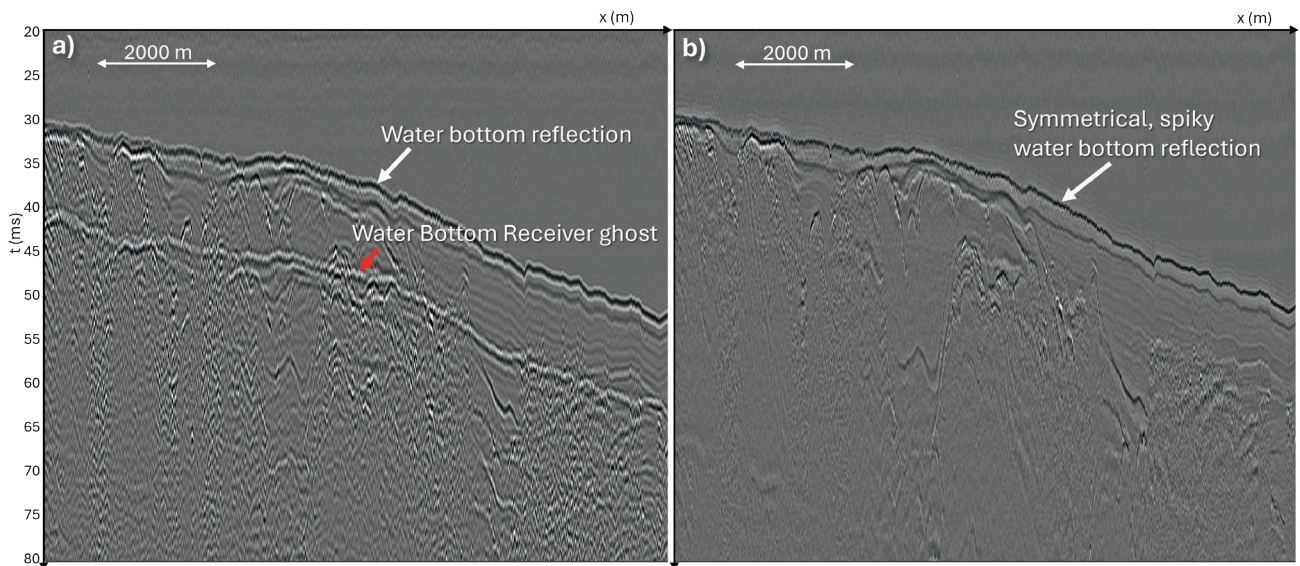 x (m)
x (m)
20
a)
b)
2000 m
2000 m
25
30
Water bottom reflection
Symmetrical, spiky
water bottom reflection
35
40
t (ms)
Water Bottom Receiver ghost
45
50
55
60
65
70
75
80